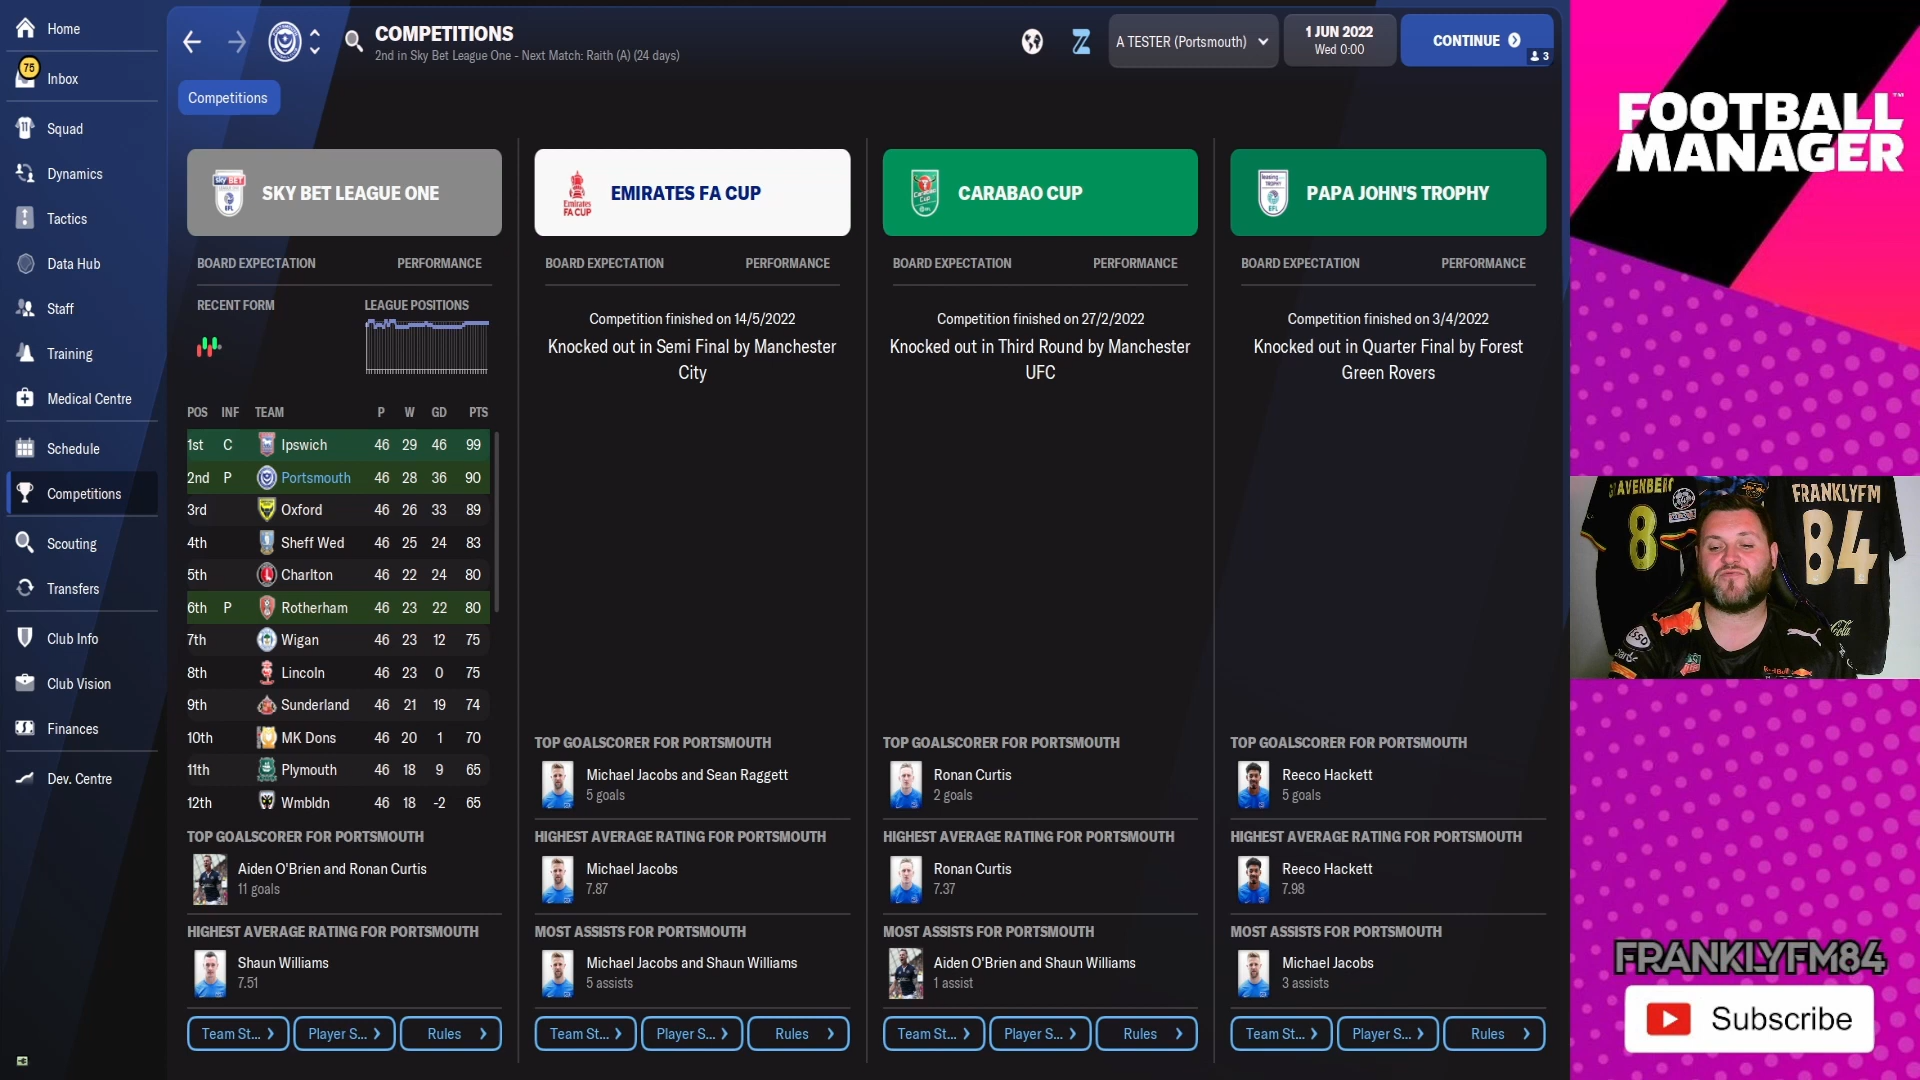 Home
75
Inbox
Squad
Dynamics
Tactics
Data Hub
Staff
Training
Medical Centre
Schedule
Competitions
Scouting
Transfers
Club Info
Club Vision
Finances
Dev. Centre
COMPETITIONS
2nd in Sky Bet League One - Next Match: Raith (A) (24 days)
A TESTER (Portsmouth)
1 JUN 2022
Wed 0:00
CONTINUE
3
Competitions
SKY BET LEAGUE ONE
BOARD EXPECTATION PERFORMANCE
RECENT FORM LEAGUE POSITIONS
POS INF TEAM P W GD PTS
1st C Ipswich 46 29 46 99
2nd P Portsmouth 46 28 36 90
3rd Oxford 46 26 33 89
4th Sheff Wed 46 25 24 83
5th Charlton 46 22 24 80
6th P Rotherham 46 23 22 80
7th Wigan 46 23 12 75
8th Lincoln 46 23 0 75
9th Sunderland 46 21 19 74
10th MK Dons 46 20 1 70
11th Plymouth 46 18 9 65
12th Wmbldn 46 18 -2 65
TOP GOALSCORER FOR PORTSMOUTH
Aiden O'Brien and Ronan Curtis
11 goals
HIGHEST AVERAGE RATING FOR PORTSMOUTH
Shaun Williams
7.51
Team St... Player S... Rules
Emirates
FA CUP
EMIRATES FA CUP
BOARD EXPECTATION PERFORMANCE
Competition finished on 14/5/2022
Knocked out in Semi Final by Manchester
City
TOP GOALSCORER FOR PORTSMOUTH
Michael Jacobs and Sean Raggett
5 goals
HIGHEST AVERAGE RATING FOR PORTSMOUTH
Michael Jacobs
7.87
MOST ASSISTS FOR PORTSMOUTH
Michael Jacobs and Shaun Williams
5 assists
Team St... Player S... Rules
CARABAO CUP
BOARD EXPECTATION PERFORMANCE
Competition finished on 27/2/2022
Knocked out in Third Round by Manchester
UFC
TOP GOALSCORER FOR PORTSMOUTH
Ronan Curtis
2 goals
HIGHEST AVERAGE RATING FOR PORTSMOUTH
Ronan Curtis
7.37
MOST ASSISTS FOR PORTSMOUTH
Aiden O'Brien and Shaun Williams
1 assist
Team St... Player S... Rules
PAPA JOHN'S TROPHY
BOARD EXPECTATION PERFORMANCE
Competition finished on 3/4/2022
Knocked out in Quarter Final by Forest
Green Rovers
TOP GOALSCORER FOR PORTSMOUTH
Reeco Hackett
5 goals
HIGHEST AVERAGE RATING FOR PORTSMOUTH
Reeco Hackett
7.98
MOST ASSISTS FOR PORTSMOUTH
Michael Jacobs
3 assists
Team St... Player S... Rules
FOOTBALL
MANAGER
8
FRANKLYFM
84
FRANKLYFM84
Subscribe